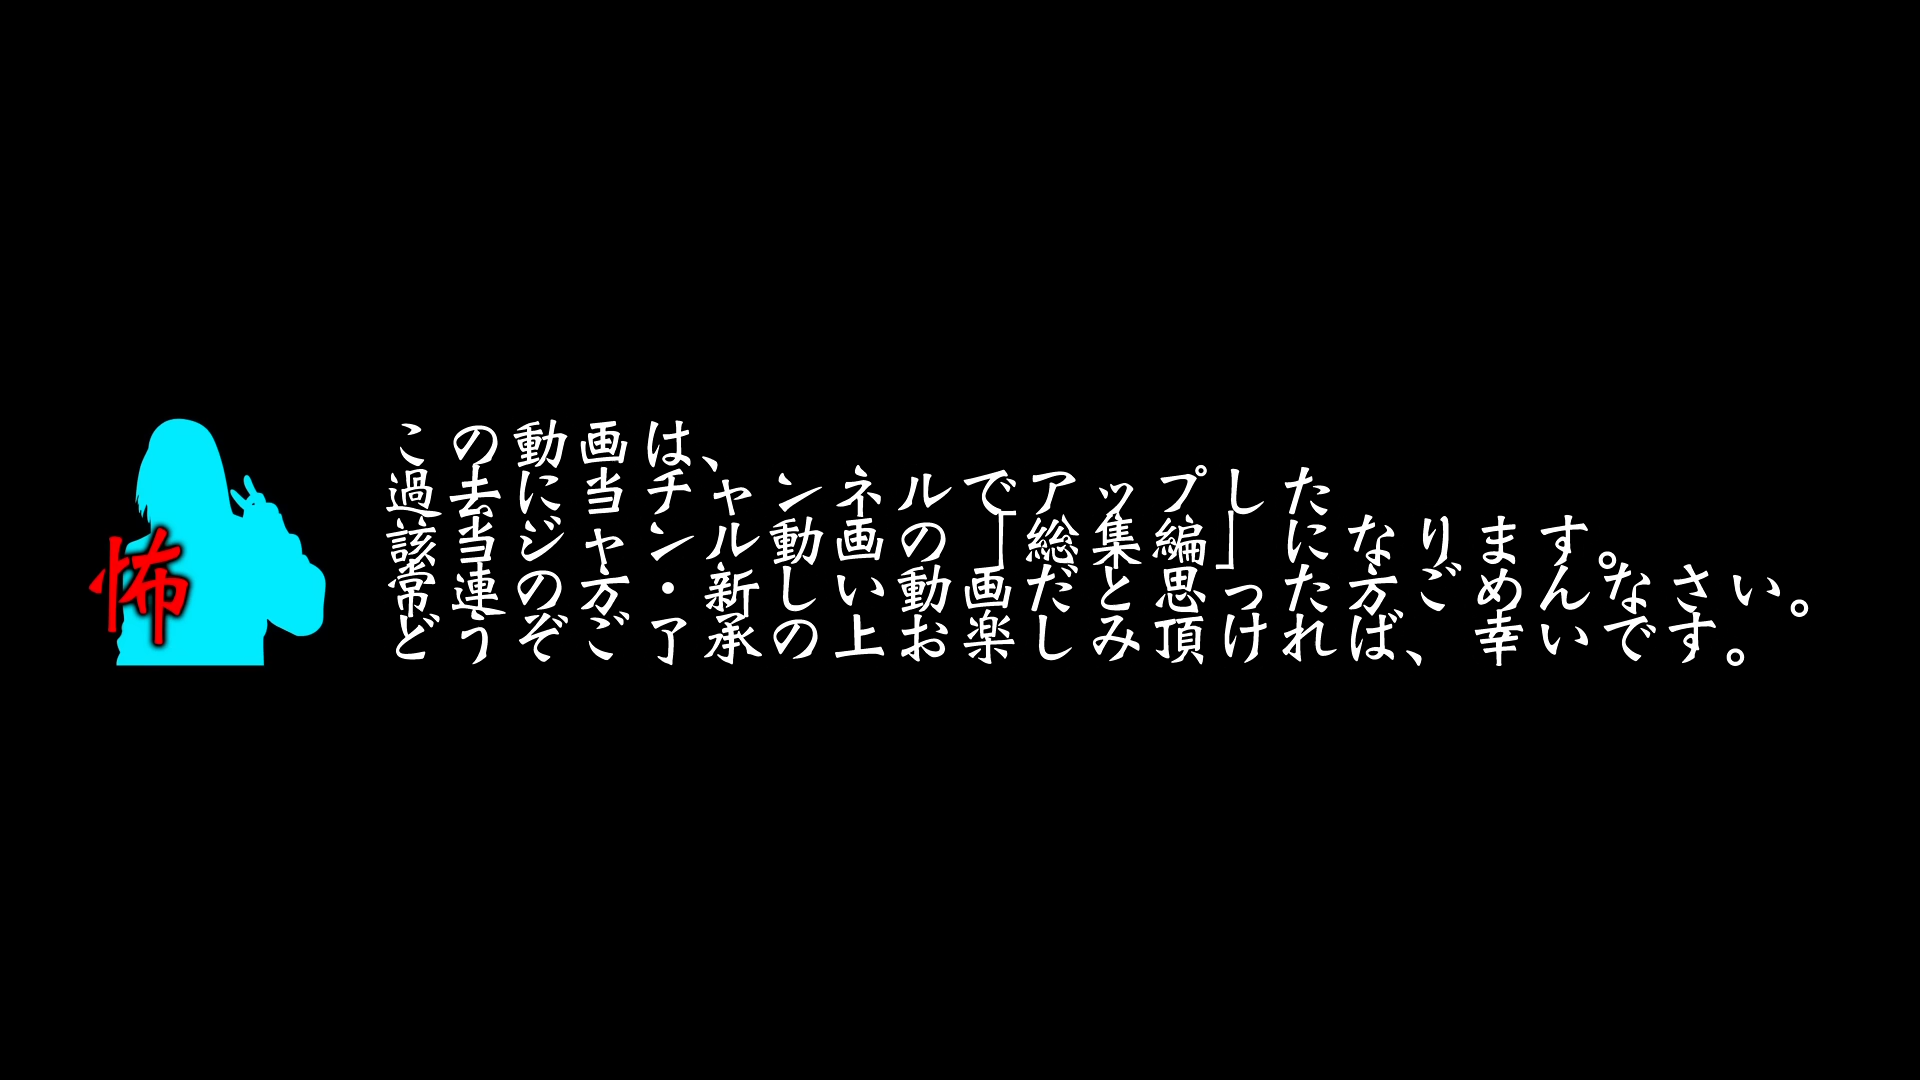 この動画は、
過去に当チャンネルでアップした
該当ジャンル動画の「総集編」になります。
常連の方・新しい動画だと思った方ごめんなさい。
どうぞご了承の上お楽しみ頂ければ、幸いです。
怖